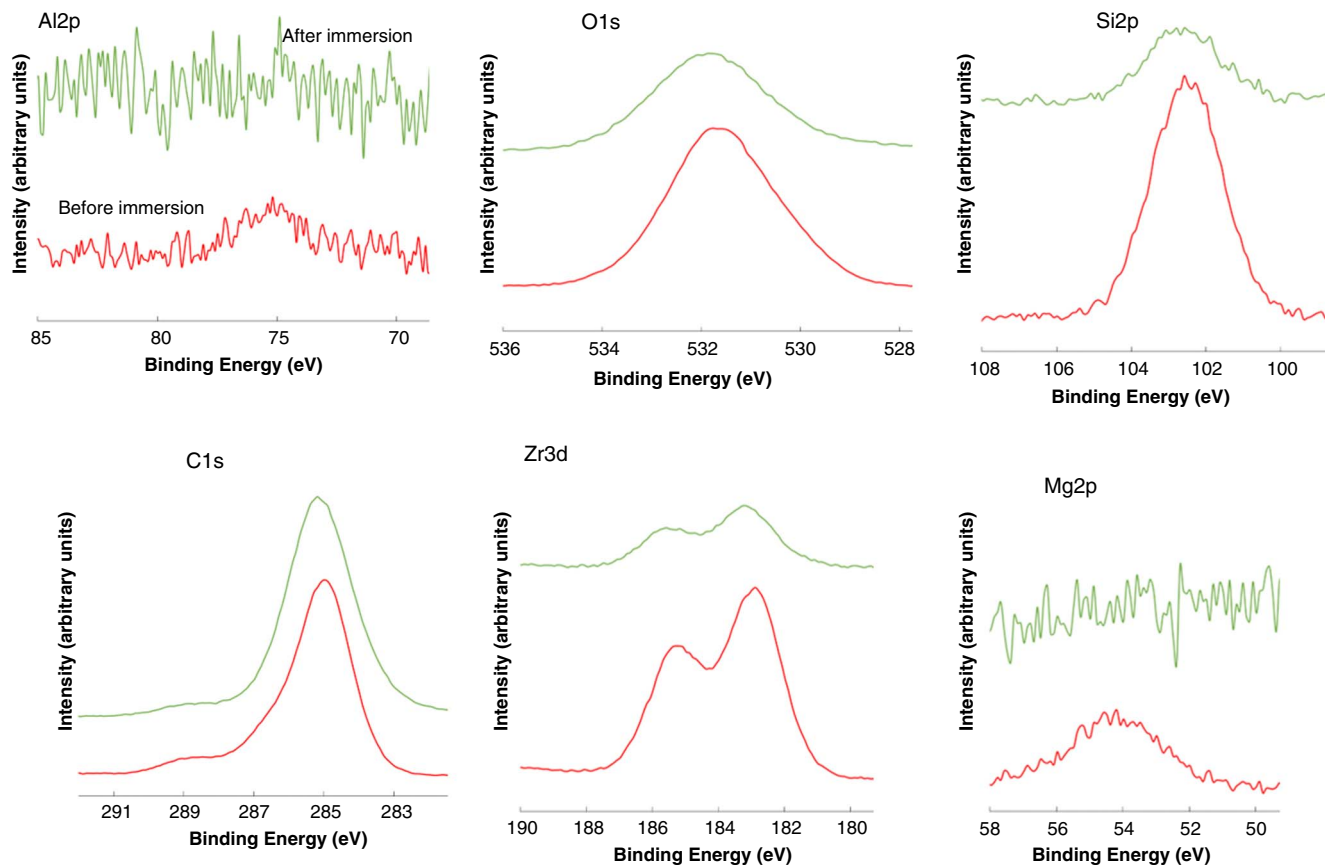 Al2p
After immersion
Before immersion
Intensity (arbitrary units)
85 80 75 70
Binding Energy (eV)
O1s
Intensity (arbitrary units)
536 534 532 530 528
Binding Energy (eV)
Si2p
Intensity (arbitrary units)
108 106 104 102 100
Binding Energy (eV)
C1s
Intensity (arbitrary units)
291 289 287 285 283
Binding Energy (eV)
Zr3d
Intensity (arbitrary units)
190 188 186 184 182 180
Binding Energy (eV)
Mg2p
Intensity (arbitrary units)
58 56 54 52 50
Binding Energy (eV)